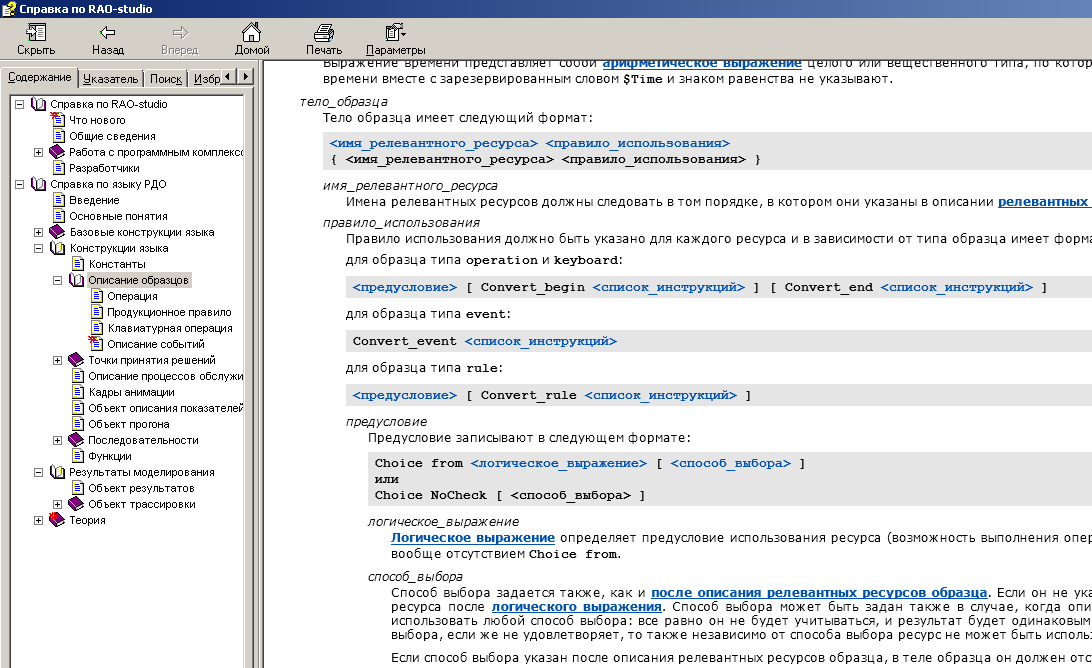 Справка по RAO-studio
Скрыть Назад Вперед Домой Печать Параметры
Содержание Указатель Поиск Избр
Справка по RAO-studio
Что нового
Общие сведения
Работа с программным комплексо
Разработчики
Справка по языку РДО
Введение
Основные понятия
Базовые конструкции языка
Конструкции языка
Константы
Описание образцов
Операция
Продукционное правило
Клавиатурная операция
Описание событий
Точки принятия решений
Описание процессов обслужи
Кадры анимации
Объект описания показателей
Объект прогона
Последовательности
Функции
Результаты моделирования
Объект результатов
Объект трассировки
Теория
Выражение времени представляет собой арифметическое выражение целого или вещественного типа, по котор
времени вместе с зарезервированным словом $Time и знаком равенства не указывают.
тело_образца
Тело образца имеет следующий формат:
<имя_релевантного_ресурса> <правило_использования>
{ <имя_релевантного_ресурса> <правило_использования> }
имя_релевантного_ресурса
Имена релевантных ресурсов должны следовать в том порядке, в котором они указаны в описании релевантных
правило_использования
Правило использования должно быть указано для каждого ресурса и в зависимости от типа образца имеет форма
для образца типа operation и keyboard:
<предусловие> [ Convert_begin <список_инструкций> ] [ Convert_end <список_инструкций> ]
для образца типа event:
Convert_event <список_инструкций>
для образца типа rule:
<предусловие> [ Convert_rule <список_инструкций> ]
предусловие
Предусловие записывают в следующем формате:
Choice from <логическое_выражение> [ <способ_выбора> ]
или
Choice NoCheck [ <способ_выбора> ]
логическое_выражение
Логическое выражение определяет предусловие использования ресурса (возможность выполнения опер
вообще отсутствием Choice from.
способ_выбора
Способ выбора задается также, как и после описания релевантных ресурсов образца. Если он не ука
ресурса после логического выражения. Способ выбора может быть задан также в случае, когда опи
использовать любой способ выбора: все равно он не будет учитываться, и результат будет одинаковым
выбора, если же не удовлетворяет, то также независимо от способа выбора ресурс не может быть исполь
Если способ выбора указан после описания релевантных ресурсов образца, в теле образца он должен отс